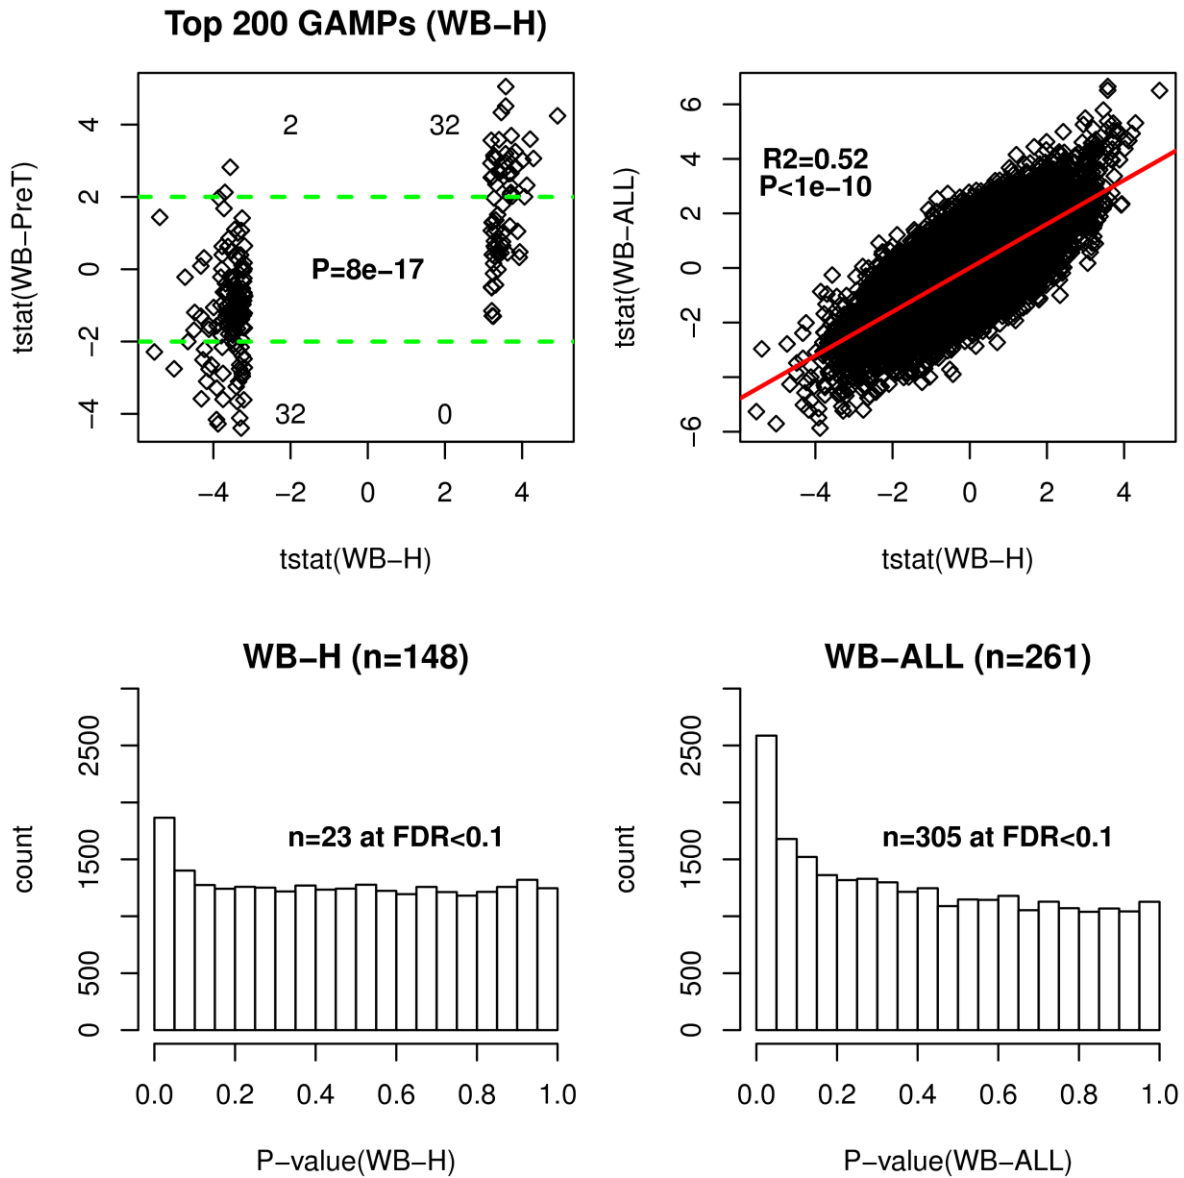 Top 200 GAMPs (WB−H)
tstat(WB−PreT)
4
2
0
−2
−4
2
32
P=8e−17
32
0
−4
−2
0
2
4
tstat(WB−H)
tstat(WB−ALL)
6
4
2
0
−2
−6
R2=0.52
P<1e−10
−4
−2
0
2
4
tstat(WB−H)
WB−H (n=148)
count
2500
1500
500
0
n=23 at FDR<0.1
0.0
0.2
0.4
0.6
0.8
1.0
P−value(WB−H)
WB−ALL (n=261)
count
2500
1500
500
0
n=305 at FDR<0.1
0.0
0.2
0.4
0.6
0.8
1.0
P−value(WB−ALL)